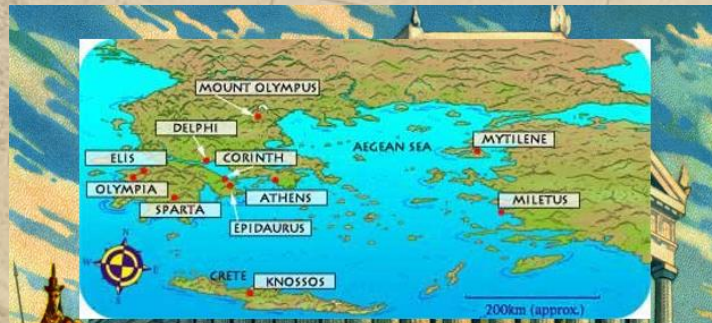 MOUNT OLYMPUS
DELPHI
AEGEAN SEA
MYTILENE
ELIS
CORINTH
OLYMPIA
ATHENS
MILETUS
SPARTA
EPIDAURUS
N
W
E
S
CRETE
KNOSSOS
200km (approx.)